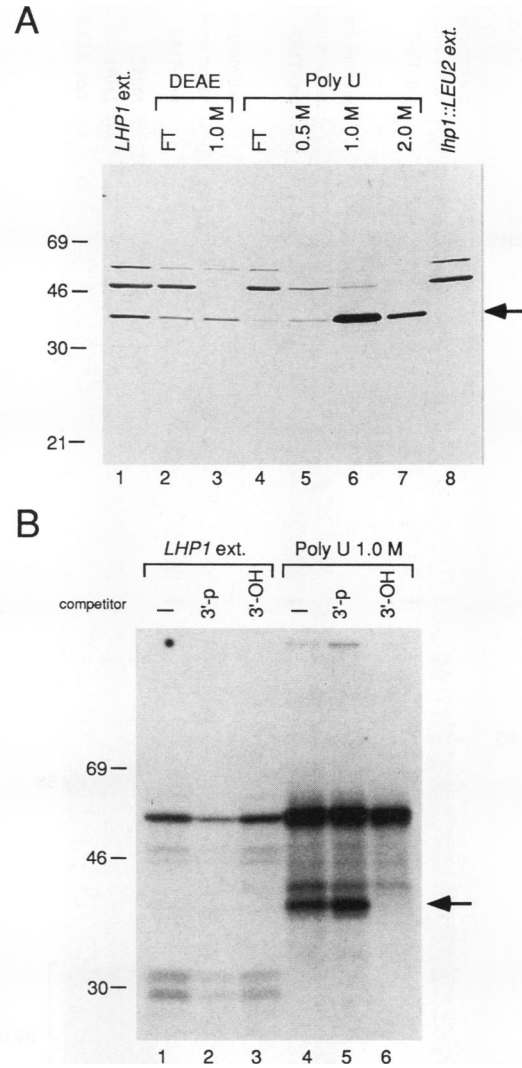 A
LHP1 ext.
DEAE
FT
1.0 M
Poly U
FT
0.5 M
1.0 M
2.0 M
lhp1::LEU2 ext.
69
46
30
21
1 2 3 4 5 6 7 8
B
LHP1 ext.
Poly U 1.0 M
competitor
–
3'-p
3'-OH
–
3'-p
3'-OH
69
46
30
1 2 3 4 5 6